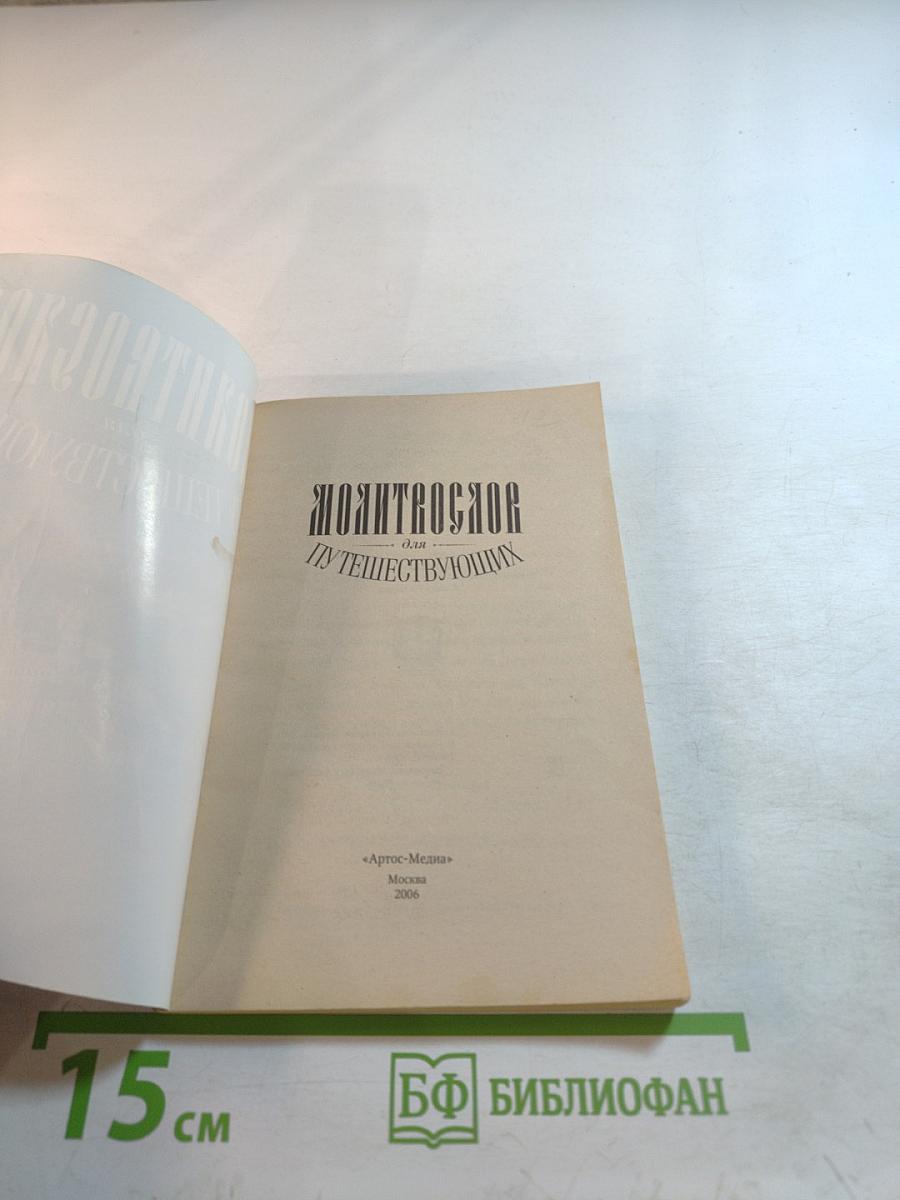 МОЛИТВОСЛОВ
для
ПУТЕШЕСТВУЮЩИХ
«Артос-Медиа»
Москва
2006
15 см
БФ БИБЛИОФАН